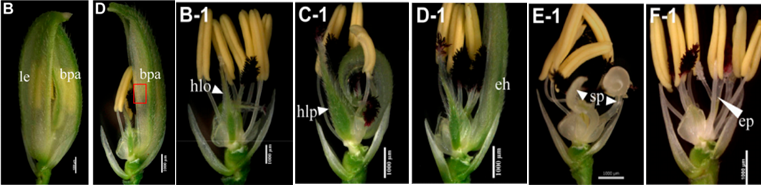 B
le
bpa
D
bpa
B-1
hlo
1000 µm
C-1
hlp
1000 µm
D-1
eh
1000 µm
E-1
sp
1000 µm
F-1
ep
1000 µm